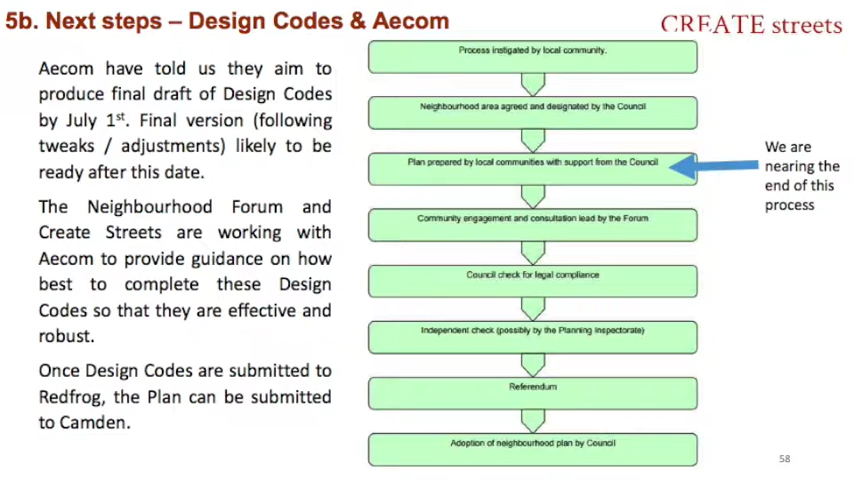 5b. Next steps – Design Codes & Aecom
CREATE streets
Aecom have told us they aim to
produce final draft of Design Codes
by July 1st. Final version (following
tweaks / adjustments) likely to be
ready after this date.
The Neighbourhood Forum and
Create Streets are working with
Aecom to provide guidance on how
best to complete these Design
Codes so that they are effective and
robust.
Once Design Codes are submitted to
Redfrog, the Plan can be submitted
to Camden.
Process instigated by local community.
Neighbourhood area agreed and designated by the Council
Plan prepared by local communities with support from the Council
We are
nearing the
end of this
process
Community engagement and consultation lead by the Forum
Council check for legal compliance
Independent check (possibly by the Planning Inspectorate)
Referendum
Adoption of neighbourhood plan by Council
58